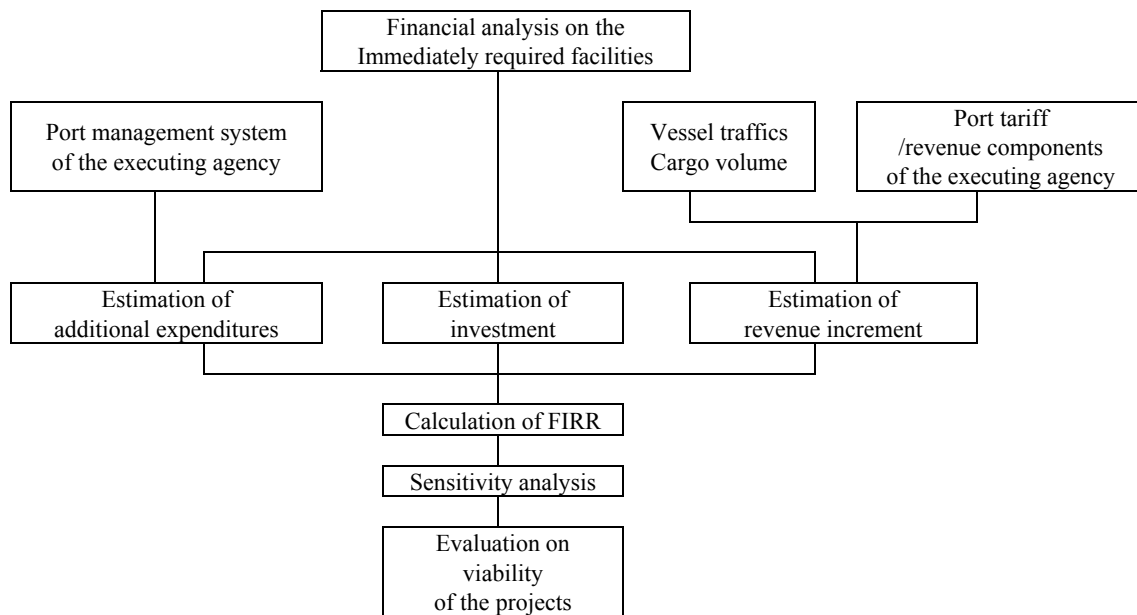 Financial analysis on the
Immediately required facilities
Port management system
of the executing agency
Vessel traffics
Cargo volume
Port tariff
/revenue components
of the executing agency
Estimation of
additional expenditures
Estimation of
investment
Estimation of
revenue increment
Calculation of FIRR
Sensitivity analysis
Evaluation on
viability
of the projects